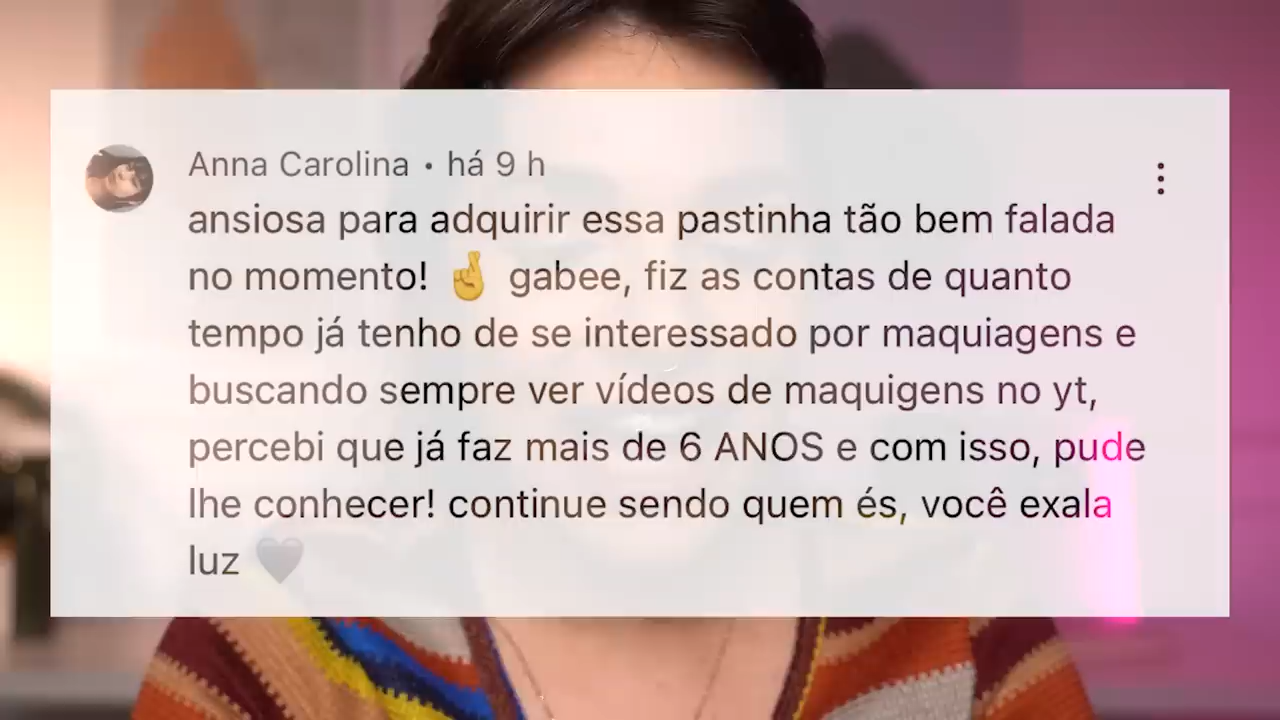 Anna Carolina • há 9 h
ansiosa para adquirir essa pastinha tão bem falada
no momento! 🤞 gabee, fiz as contas de quanto
tempo já tenho de se interessado por maquiagens e
buscando sempre ver vídeos de maquigens no yt,
percebi que já faz mais de 6 ANOS e com isso, pude
lhe conhecer! continue sendo quem és, você exala
luz 🖤